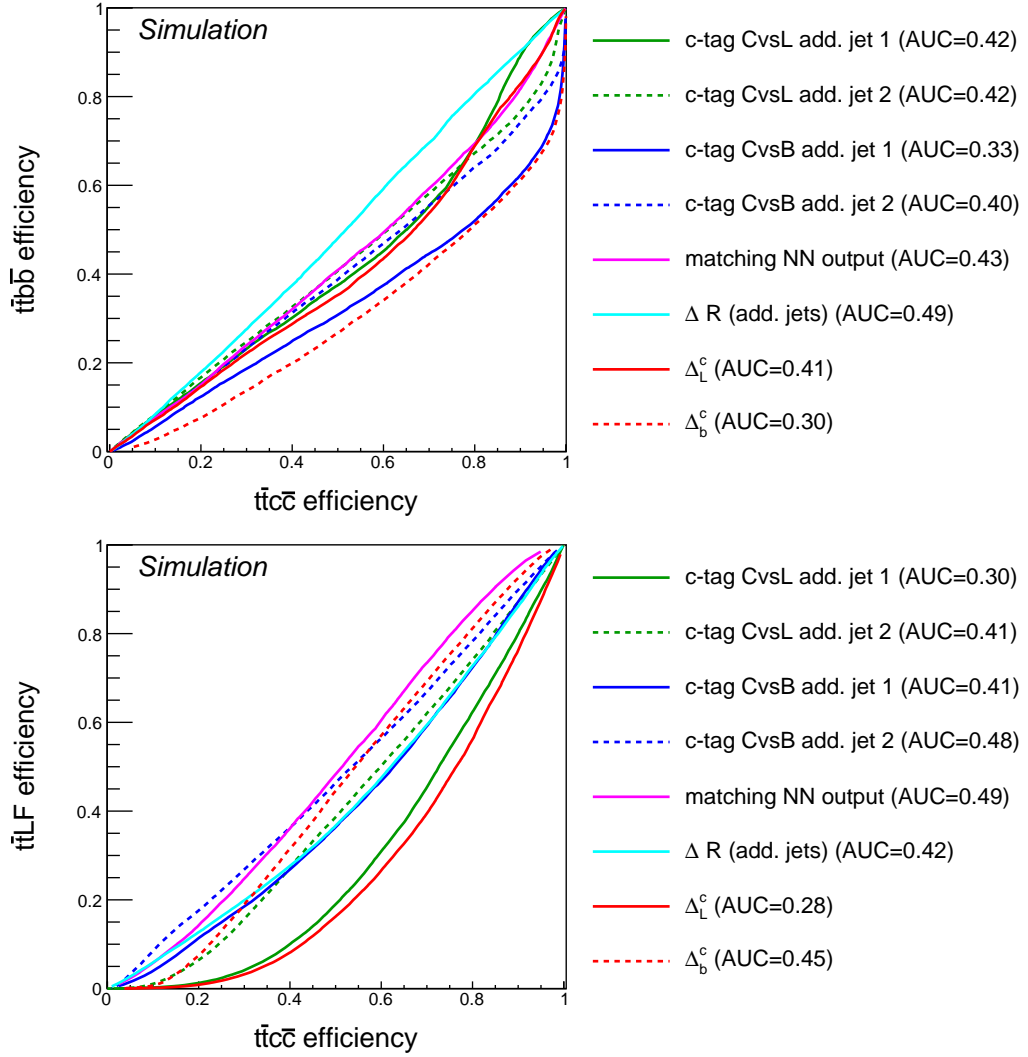 Simulation
1
0.8
0.6
0.4
0.2
0
0 0.2 0.4 0.6 0.8 1
tt̄bb̄ efficiency
tt̄cc̄ efficiency
c-tag CvsL add. jet 1 (AUC=0.42)
c-tag CvsL add. jet 2 (AUC=0.42)
c-tag CvsB add. jet 1 (AUC=0.33)
c-tag CvsB add. jet 2 (AUC=0.40)
matching NN output (AUC=0.43)
Δ R (add. jets) (AUC=0.49)
Δ_L^c (AUC=0.41)
Δ_b^c (AUC=0.30)
Simulation
1
0.8
0.6
0.4
0.2
0
0 0.2 0.4 0.6 0.8 1
tt̄LF efficiency
tt̄cc̄ efficiency
c-tag CvsL add. jet 1 (AUC=0.30)
c-tag CvsL add. jet 2 (AUC=0.41)
c-tag CvsB add. jet 1 (AUC=0.41)
c-tag CvsB add. jet 2 (AUC=0.48)
matching NN output (AUC=0.49)
Δ R (add. jets) (AUC=0.42)
Δ_L^c (AUC=0.28)
Δ_b^c (AUC=0.45)